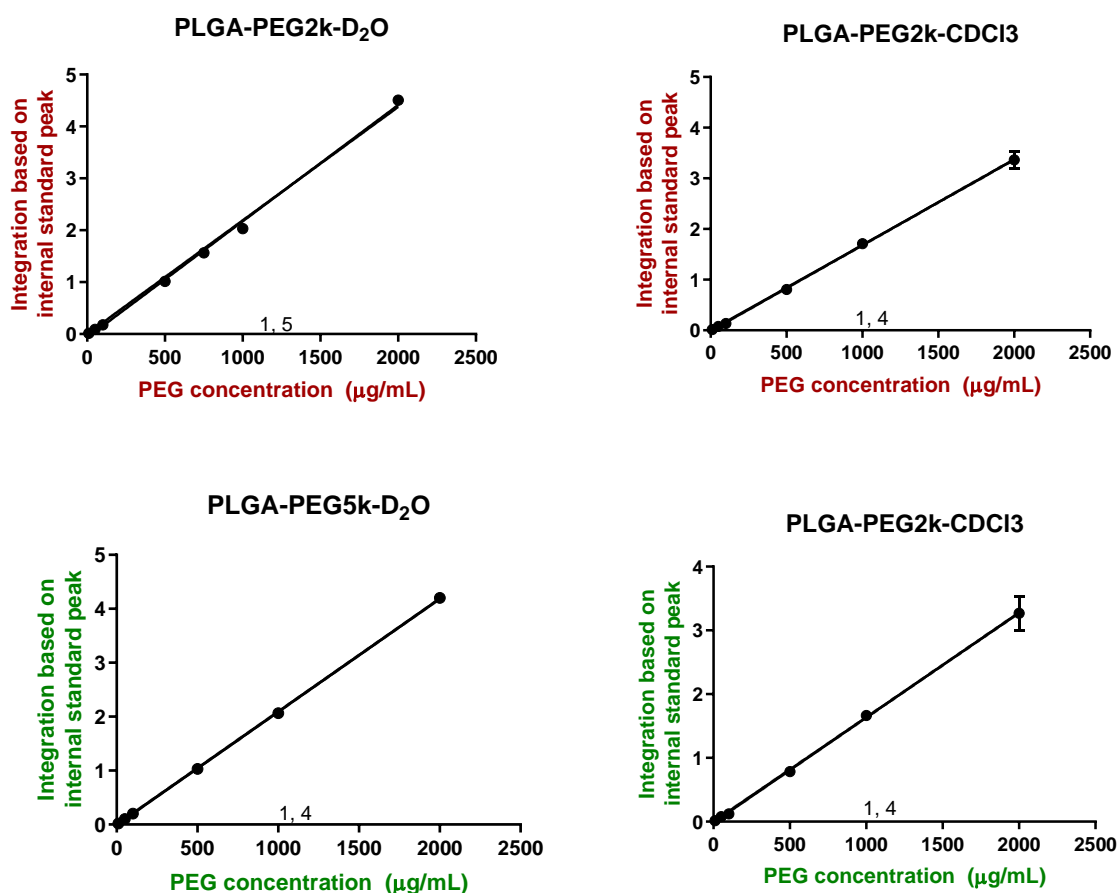 PLGA-PEG2k-D₂O
Integration based on
internal standard peak
5
4
3
2
1
0
1, 5
0 500 1000 1500 2000 2500
PEG concentration (µg/mL)
PLGA-PEG2k-CDCl3
Integration based on
internal standard peak
5
4
3
2
1
0
1, 4
0 500 1000 1500 2000 2500
PEG concentration (µg/mL)
PLGA-PEG5k-D₂O
Integration based on
internal standard peak
5
4
3
2
1
0
1, 4
0 500 1000 1500 2000 2500
PEG concentration (µg/mL)
PLGA-PEG2k-CDCl3
Integration based on
internal standard peak
4
3
2
1
0
1, 4
0 500 1000 1500 2000 2500
PEG concentration (µg/mL)